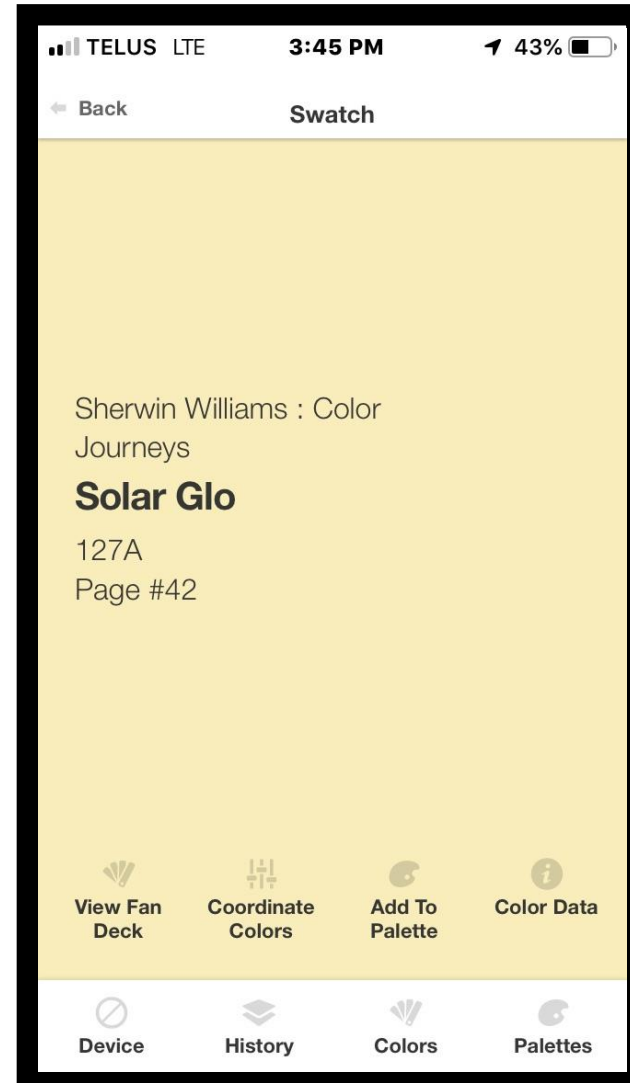 TELUS LTE 3:45 PM 43%
Back Swatch
Sherwin Williams : Color
Journeys
Solar Glo
127A
Page #42
View Fan Coordinate Add To Color Data
Deck Colors Palette
Device History Colors Palettes